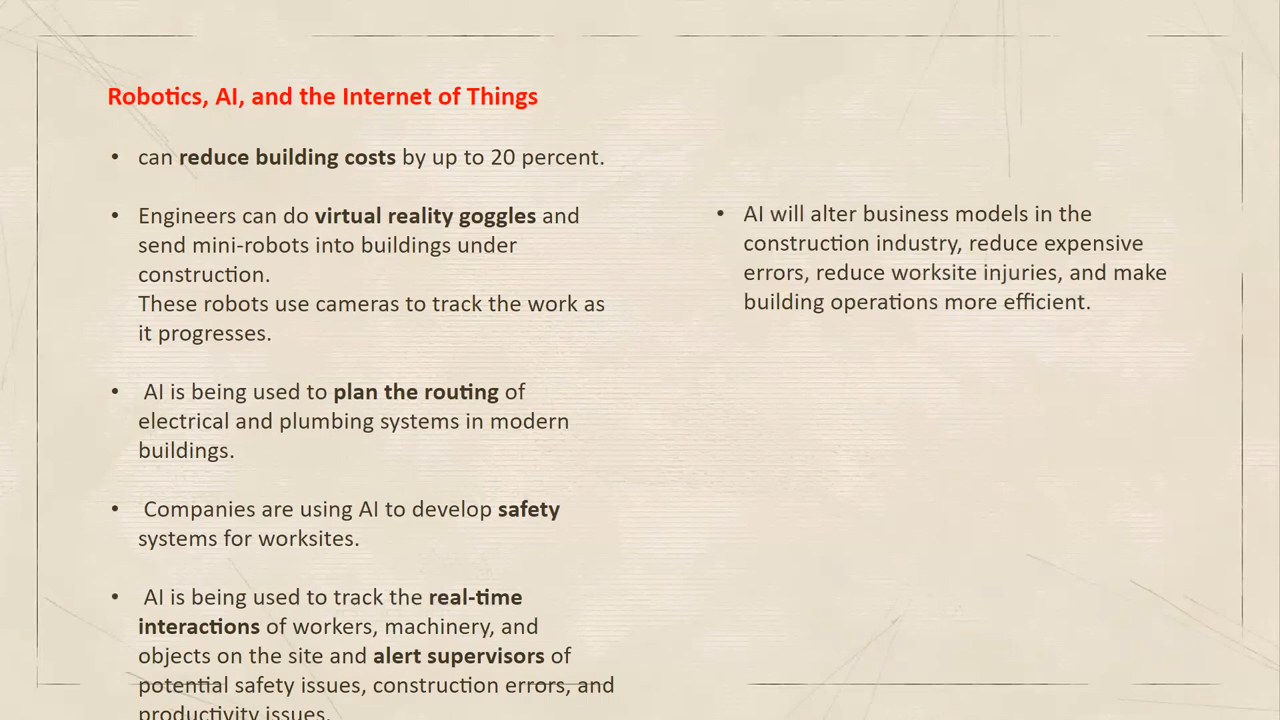 Robotics, AI, and the Internet of Things
• can reduce building costs by up to 20 percent.
• Engineers can do virtual reality goggles and
send mini-robots into buildings under
construction.
These robots use cameras to track the work as
it progresses.
• AI is being used to plan the routing of
electrical and plumbing systems in modern
buildings.
• Companies are using AI to develop safety
systems for worksites.
• AI is being used to track the real-time
interactions of workers, machinery, and
objects on the site and alert supervisors of
potential safety issues, construction errors, and
productivity issues.
• AI will alter business models in the
construction industry, reduce expensive
errors, reduce worksite injuries, and make
building operations more efficient.